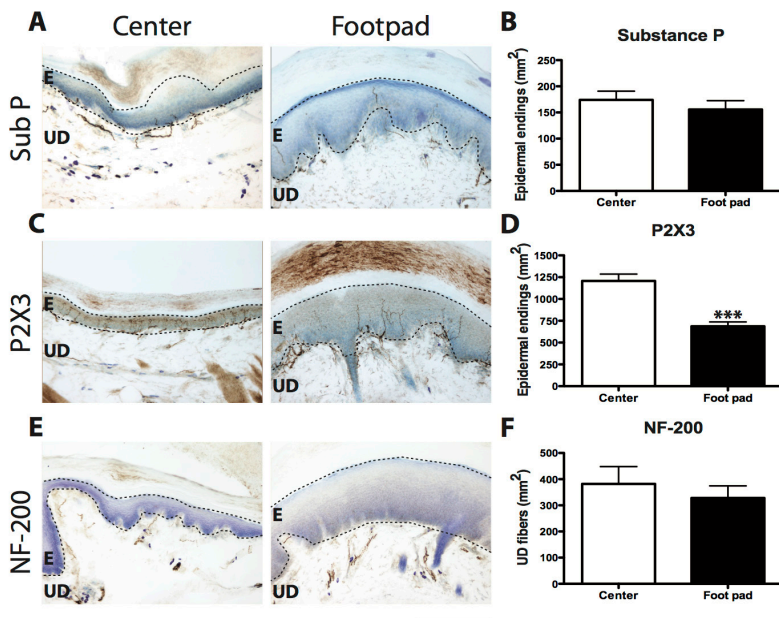 Center
Footpad
A
Sub P
E
UD
E
UD
B
Substance P
Epidermal endings (mm²)
250
200
150
100
50
0
Center
Foot pad
C
P2X3
E
UD
E
UD
D
P2X3
Epidermal endings (mm²)
1500
1250
1000
750
500
250
0
***
Center
Foot pad
E
NF-200
E
UD
E
UD
F
NF-200
UD fibers (mm²)
500
400
300
200
100
0
Center
Foot pad